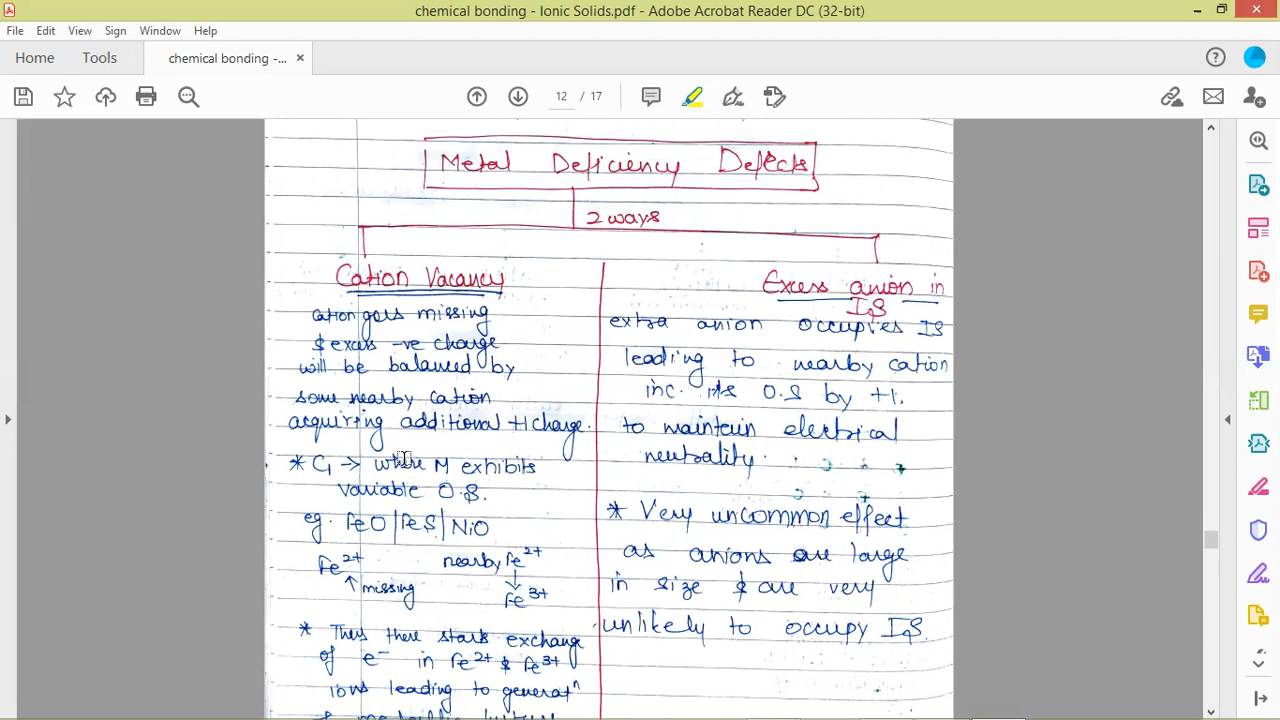 chemical bonding - Ionic Solids.pdf - Adobe Acrobat Reader DC (32-bit)
File Edit View Sign Window Help
Home Tools chemical bonding -... ×
12 / 17
Metal Deficiency Defects
2 ways
Cation Vacancy
cation goes missing
& excess -ve charge
will be balanced by
some nearby cation
acquiring additional +1 charge.
* C₁ → where M exhibits
variable O.S.
eg. FeO | FeS | NiO
Fe²⁺ nearby Fe²⁺
↑ missing ↓
Fe³⁺
* Thus there starts exchange
of e⁻ in Fe²⁺ & Fe³⁺
ions leading to generatⁿ
of metallic lustre
Excess anion in
IS
extra anion occupies IS
leading to nearby cation
inc. its O.S by +1.
to maintain electrical
neutrality.
* Very uncommon effect
as anions are large
in size & are very
unlikely to occupy IS.